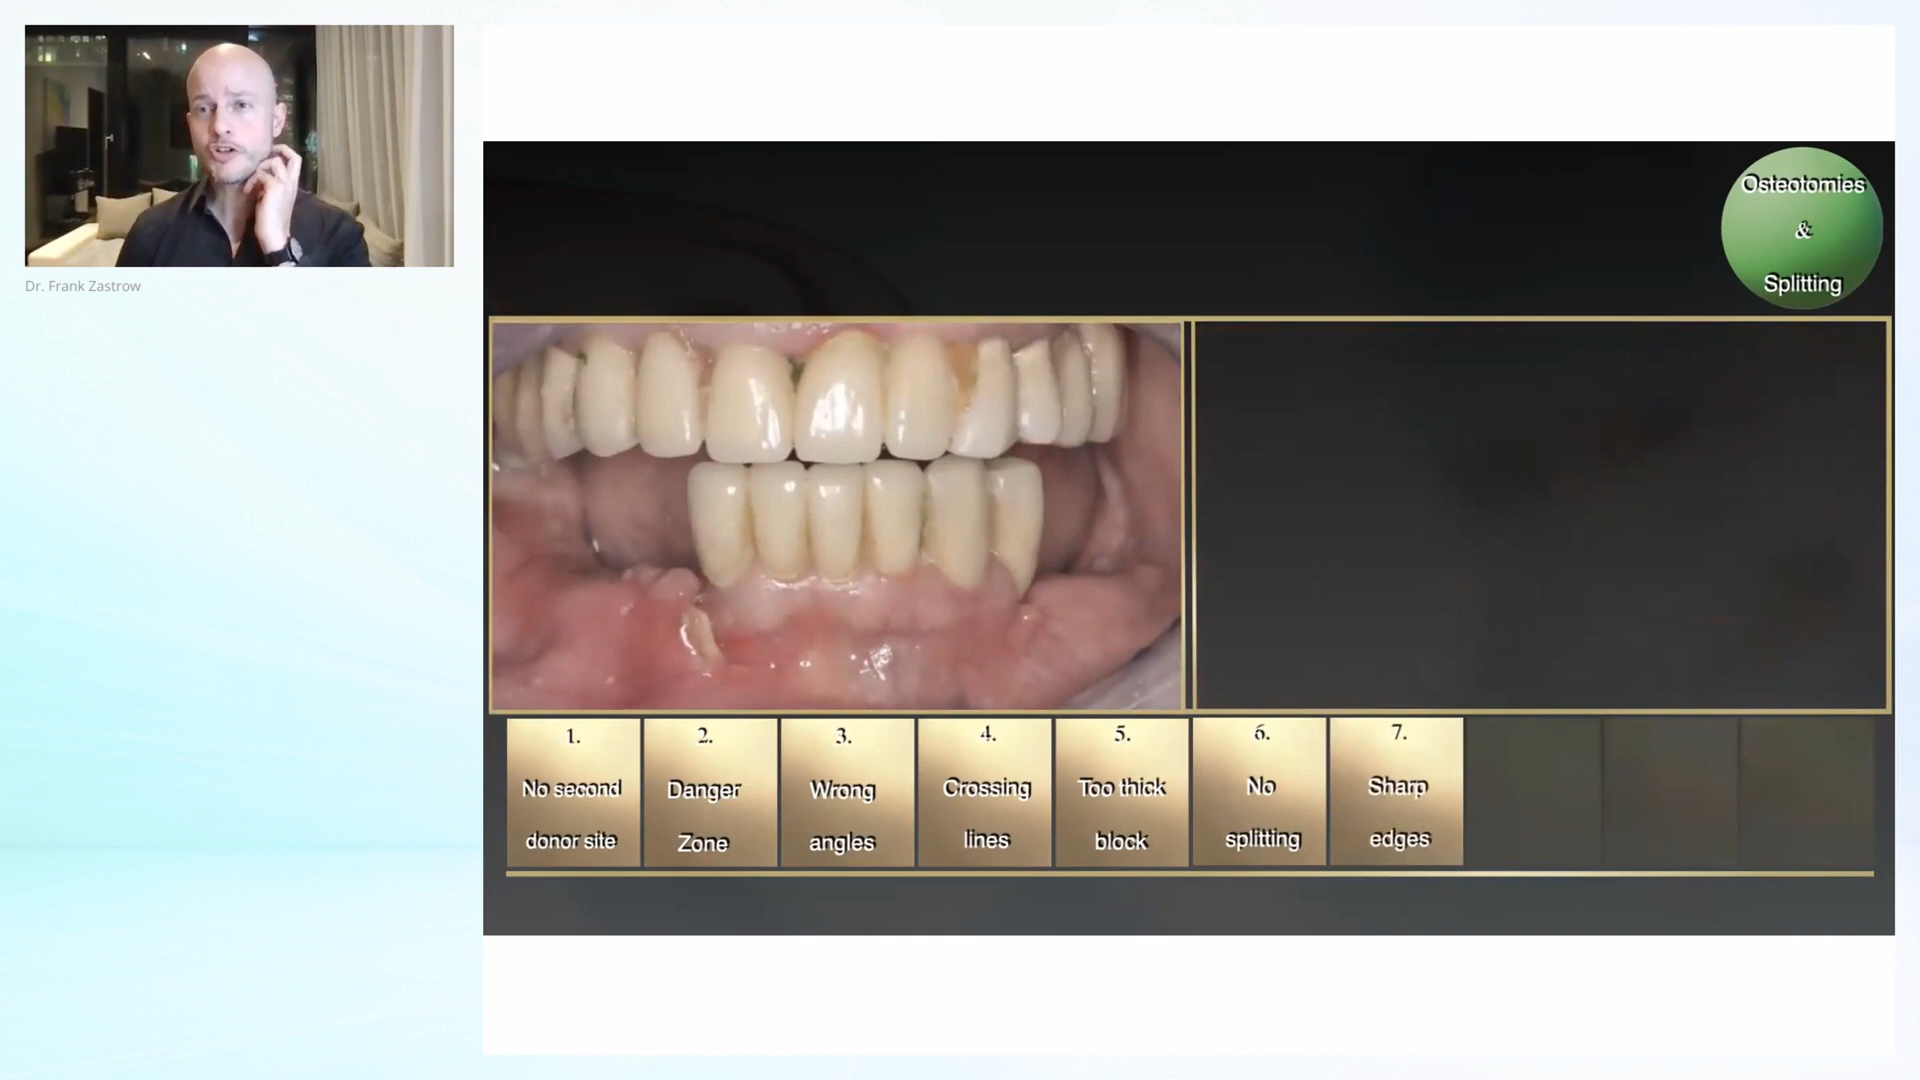 Dr. Frank Zastrow
Osteotomies
&
Splitting
1.
No second
donor site
2.
Danger
Zone
3.
Wrong
angles
4.
Crossing
lines
5.
Too thick
block
6.
No
splitting
7.
Sharp
edges